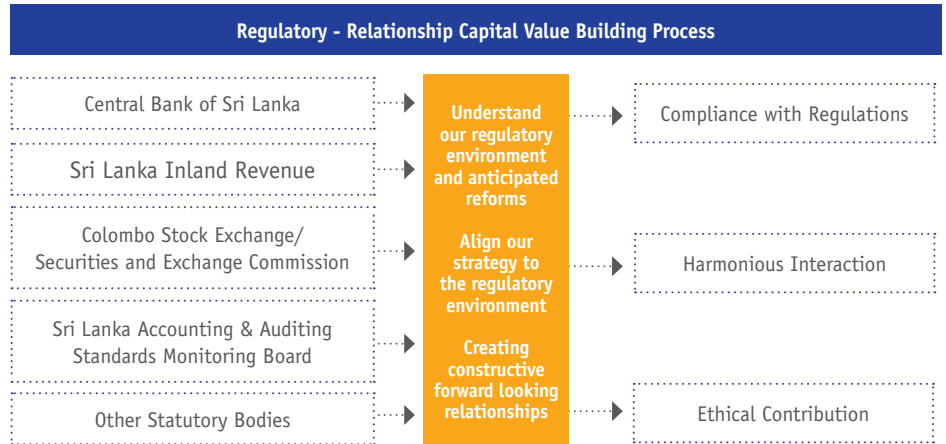 Regulatory - Relationship Capital Value Building Process
Central Bank of Sri Lanka
Sri Lanka Inland Revenue
Colombo Stock Exchange/
Securities and Exchange Commission
Sri Lanka Accounting & Auditing
Standards Monitoring Board
Other Statutory Bodies
Understand
our regulatory
environment
and anticipated
reforms
Align our
strategy to
the regulatory
environment
Creating
constructive
forward looking
relationships
Compliance with Regulations
Harmonious Interaction
Ethical Contribution